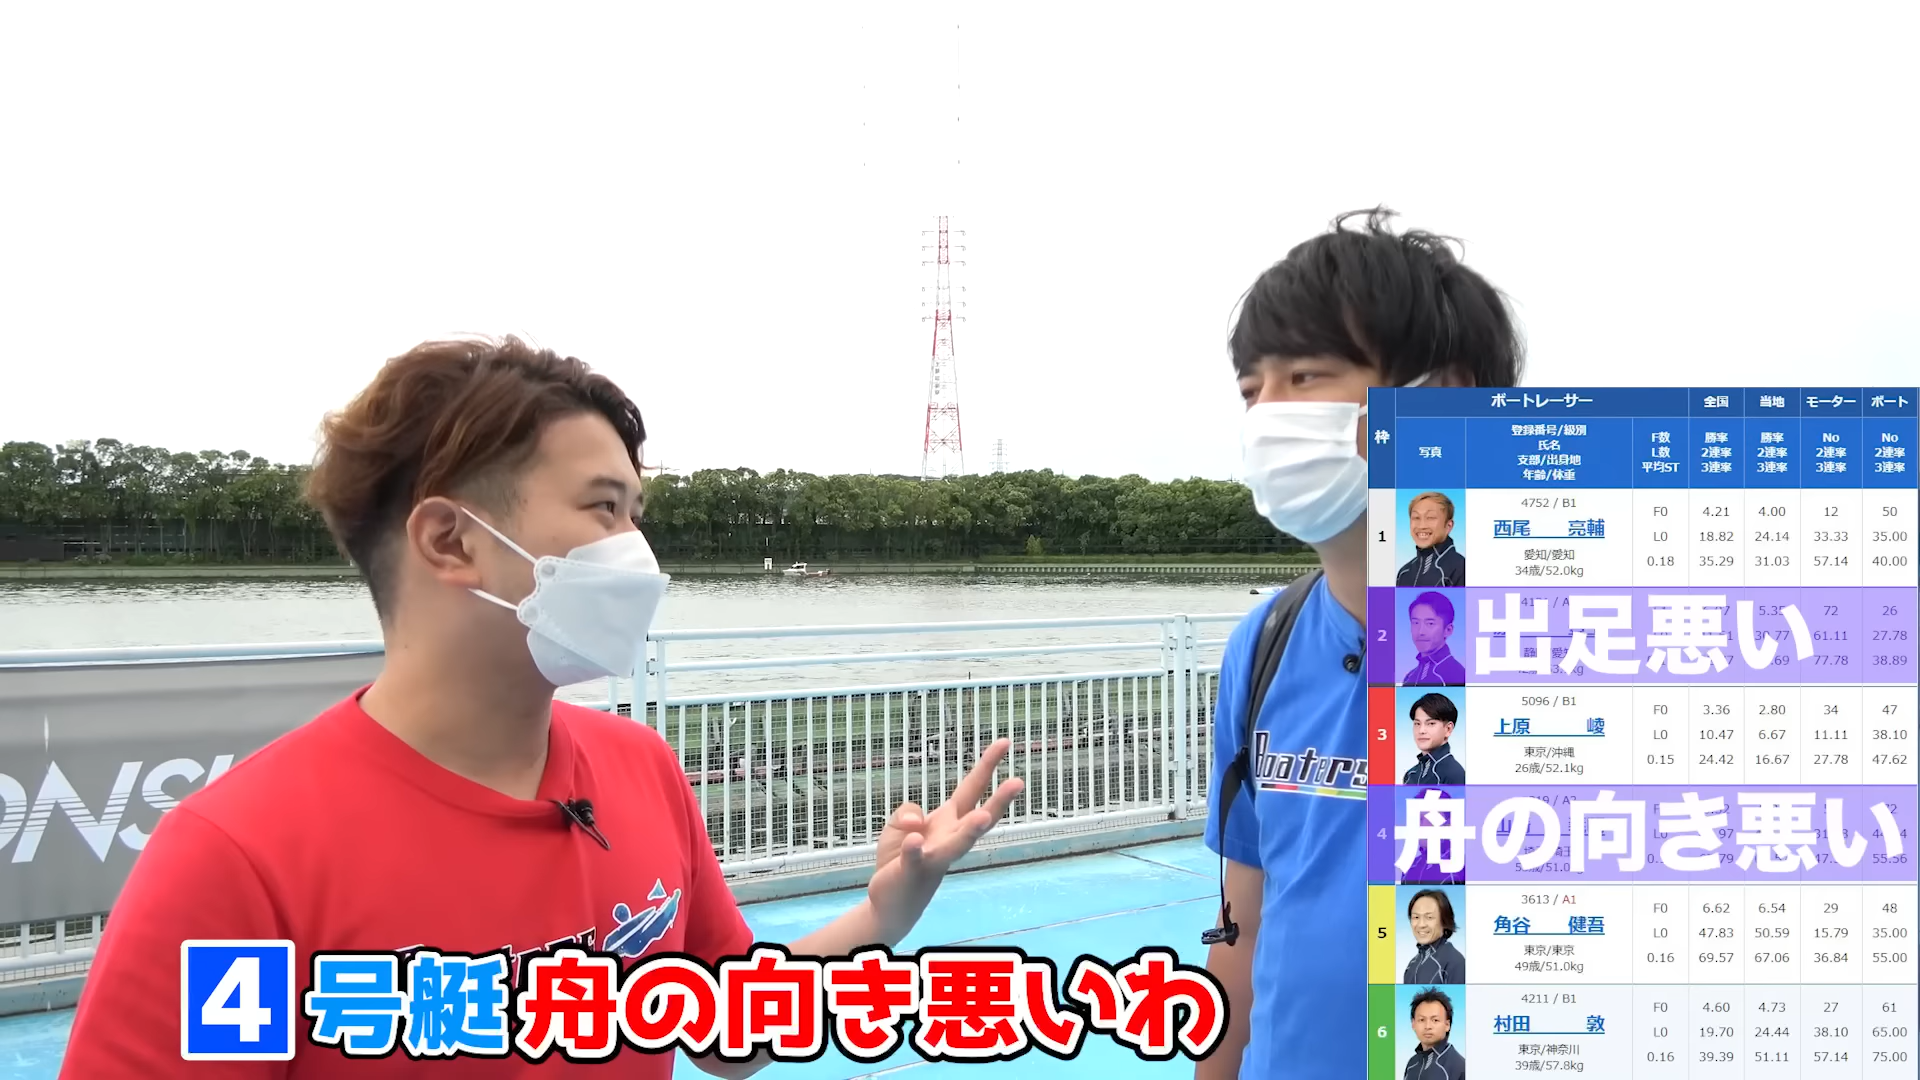 ボートレーサー 全国 当地 モーター ボート
枠 写真 登録番号/級別 氏名 支部/出身地 年齢/体重 F数 L数 平均ST 勝率 2連率 3連率 勝率 2連率 3連率 No 2連率 3連率 No 2連率 3連率
1 4752 / B1 F0 4.21 4.00 12 50
西尾 亮輔 L0 18.82 24.14 33.33 35.00
愛知/愛知
34歳/52.0kg 0.18 35.29 31.03 57.14 40.00
2 出足悪い 72 26
61.11 27.78
77.78 38.89
3 5096 / B1 F0 3.36 2.80 34 47
上原 崚 L0 10.47 6.67 11.11 38.10
東京/沖縄
26歳/52.1kg 0.15 24.42 16.67 27.78 47.62
4 舟の向き悪い
5 3613 / A1 F0 6.62 6.54 29 48
角谷 健吾 L0 47.83 50.59 15.79 35.00
東京/東京
49歳/51.0kg 0.16 69.57 67.06 36.84 55.00
6 4211 / B1 F0 4.60 4.73 27 61
村田 敦 L0 19.70 24.44 38.10 65.00
東京/神奈川
39歳/57.8kg 0.16 39.39 51.11 57.14 75.00
Boaters
4号艇 舟の向き悪いわ